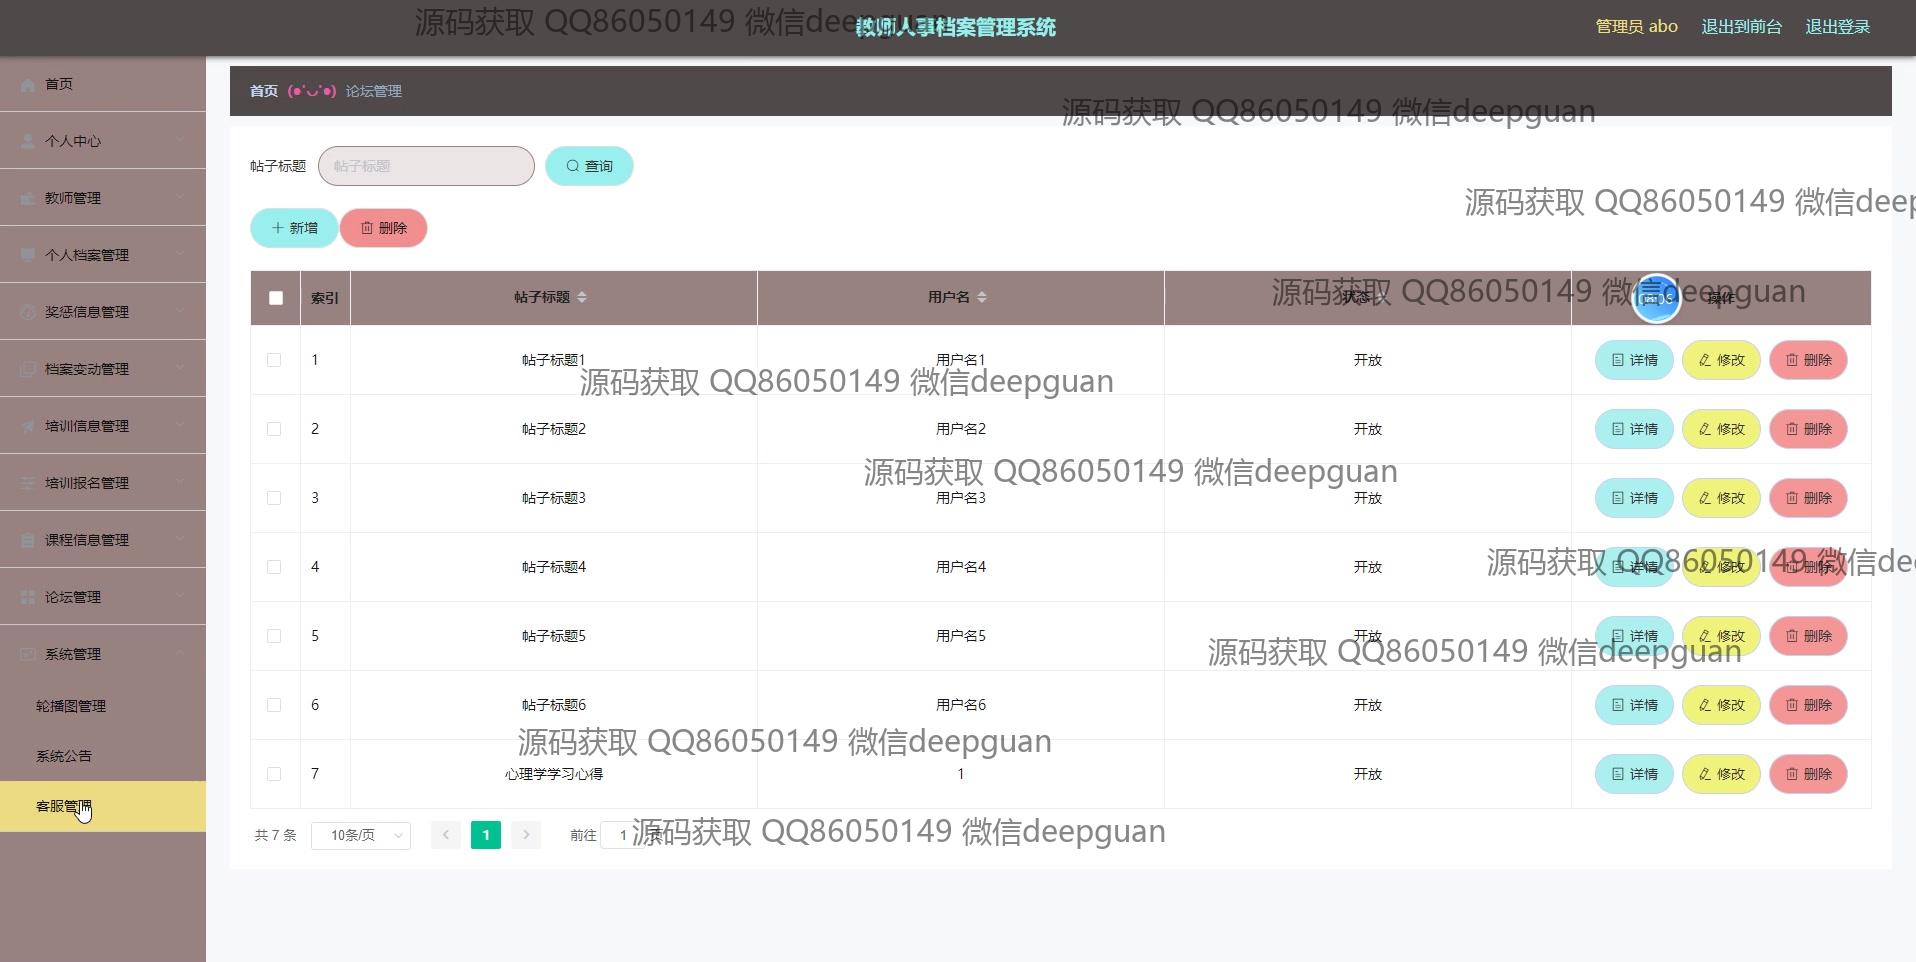 源码获取 QQ86050149 微信deepguan
教师人事档案管理系统
管理员 abo 退出到前台 退出登录
首页
个人中心
教师管理
个人档案管理
奖惩信息管理
档案变动管理
培训信息管理
培训报名管理
课程信息管理
论坛管理
系统管理
轮播图管理
系统公告
客服管理
首页 (●'◡'●) 论坛管理
源码获取 QQ86050149 微信deepguan
帖子标题 帖子标题 查询
源码获取 QQ86050149 微信deep
新增 删除
索引 帖子标题 用户名 状态 操作
源码获取 QQ86050149 微信deepguan
1 帖子标题1 用户名1 开放 详情 修改 删除
源码获取 QQ86050149 微信deepguan
2 帖子标题2 用户名2 开放 详情 修改 删除
源码获取 QQ86050149 微信deepguan
3 帖子标题3 用户名3 开放 详情 修改 删除
4 帖子标题4 用户名4 开放 详情 修改 删除
源码获取 QQ86050149 微信dee
5 帖子标题5 用户名5 开放 详情 修改 删除
源码获取 QQ86050149 微信deepguan
6 帖子标题6 用户名6 开放 详情 修改 删除
源码获取 QQ86050149 微信deepguan
7 心理学学习心得 1 开放 详情 修改 删除
共 7 条 10条/页 1 前往 1 页
源码获取 QQ86050149 微信deepguan